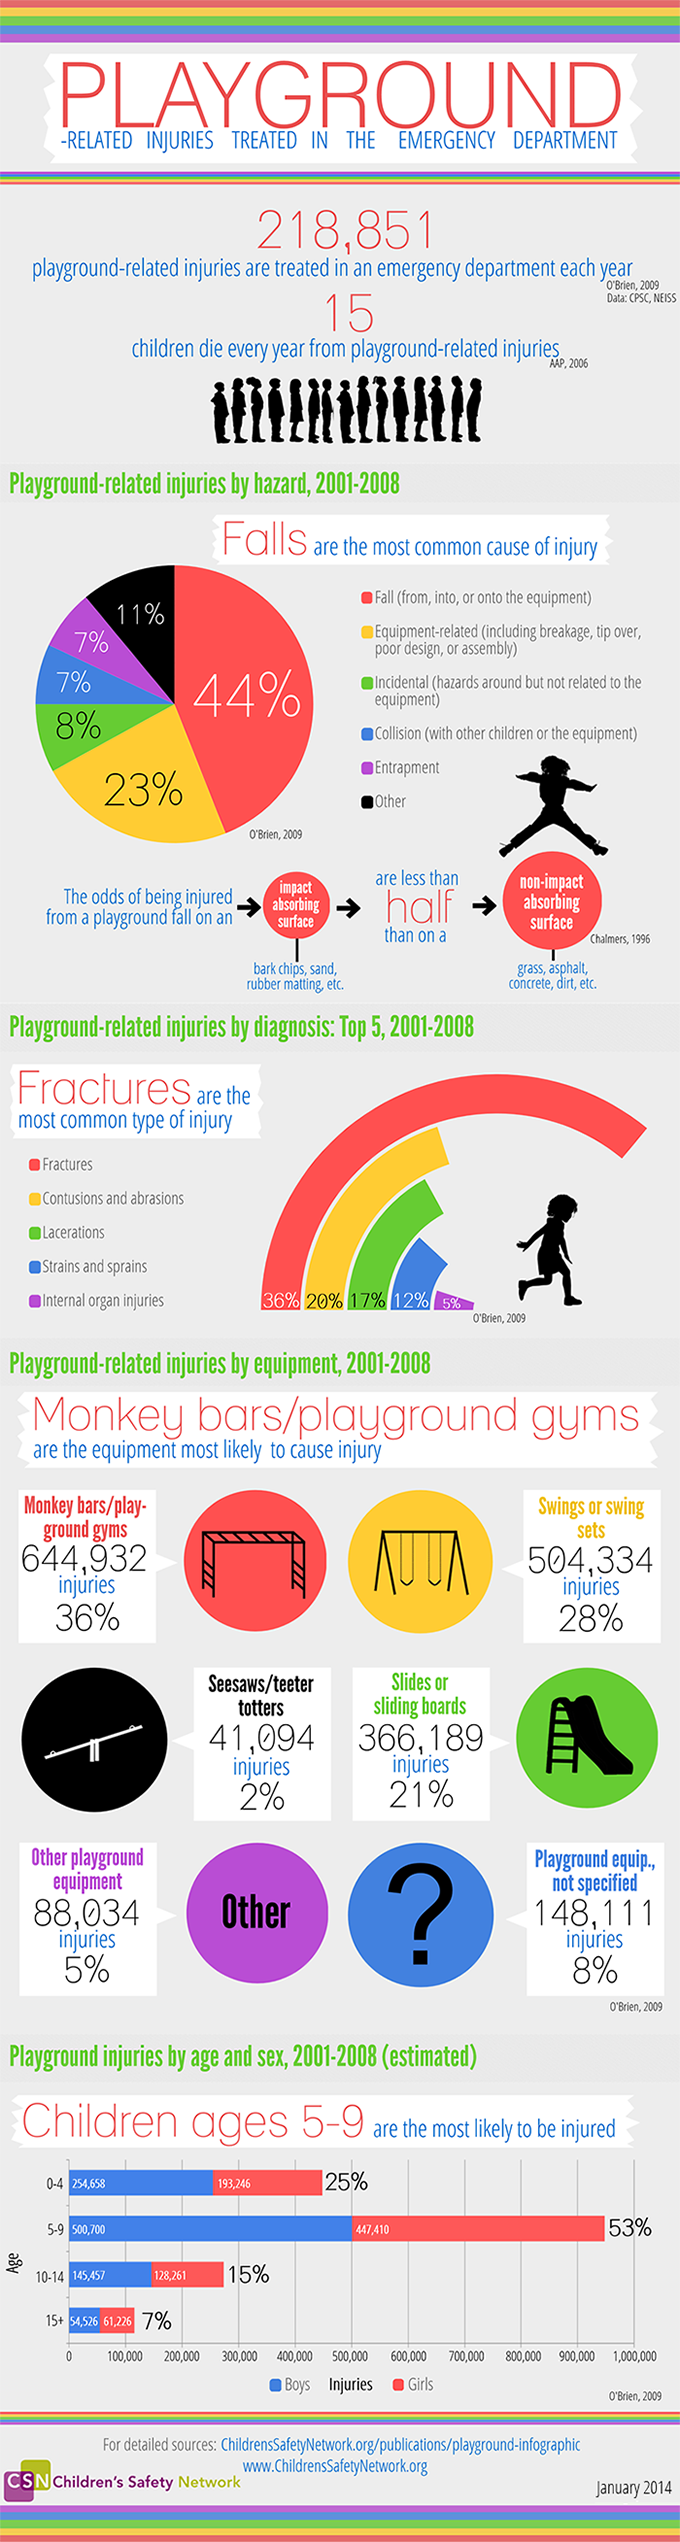 PLAYGROUND
-RELATED INJURIES TREATED IN THE EMERGENCY DEPARTMENT
218,851
playground-related injuries are treated in an emergency department each year
O'Brien, 2009
Data: CPSC, NEISS
15
children die every year from playground-related injuries
AAP, 2006
Playground-related injuries by hazard, 2001-2008
Falls are the most common cause of injury
11%
7%
7%
8%
23%
44%
Fall (from, into, or onto the equipment)
Equipment-related (including breakage, tip over,
poor design, or assembly)
Incidental (hazards around but not related to the
equipment)
Collision (with other children or the equipment)
Entrapment
Other
O'Brien, 2009
The odds of being injured
from a playground fall on an
impact
absorbing
surface
bark chips, sand,
rubber matting, etc.
are less than
half
than on a
non-impact
absorbing
surface
Chalmers, 1996
grass, asphalt,
concrete, dirt, etc.
Playground-related injuries by diagnosis: Top 5, 2001-2008
Fractures are the
most common type of injury
Fractures
Contusions and abrasions
Lacerations
Strains and sprains
Internal organ injuries
36% 20% 17% 12% 5%
O'Brien, 2009
Playground-related injuries by equipment, 2001-2008
Monkey bars/playground gyms
are the equipment most likely to cause injury
Monkey bars/play-
ground gyms
644,932
injuries
36%
Swings or swing
sets
504,334
injuries
28%
Seesaws/teeter
totters
41,094
injuries
2%
Slides or
sliding boards
366,189
injuries
21%
Other playground
equipment
88,034
injuries
5%
Other
?
Playground equip.,
not specified
148,111
injuries
8%
O'Brien, 2009
Playground injuries by age and sex, 2001-2008 (estimated)
Children ages 5-9 are the most likely to be injured
Age
0-4 254,658 193,246 25%
5-9 500,700 447,410 53%
10-14 145,457 128,261 15%
15+ 54,526 61,226 7%
0 100,000 200,000 300,000 400,000 500,000 600,000 700,000 800,000 900,000 1,000,000
Boys Injuries Girls
O'Brien, 2009
For detailed sources: ChildrensSafetyNetwork.org/publications/playground-infographic
www.ChildrensSafetyNetwork.org
CSN Children's Safety Network
January 2014